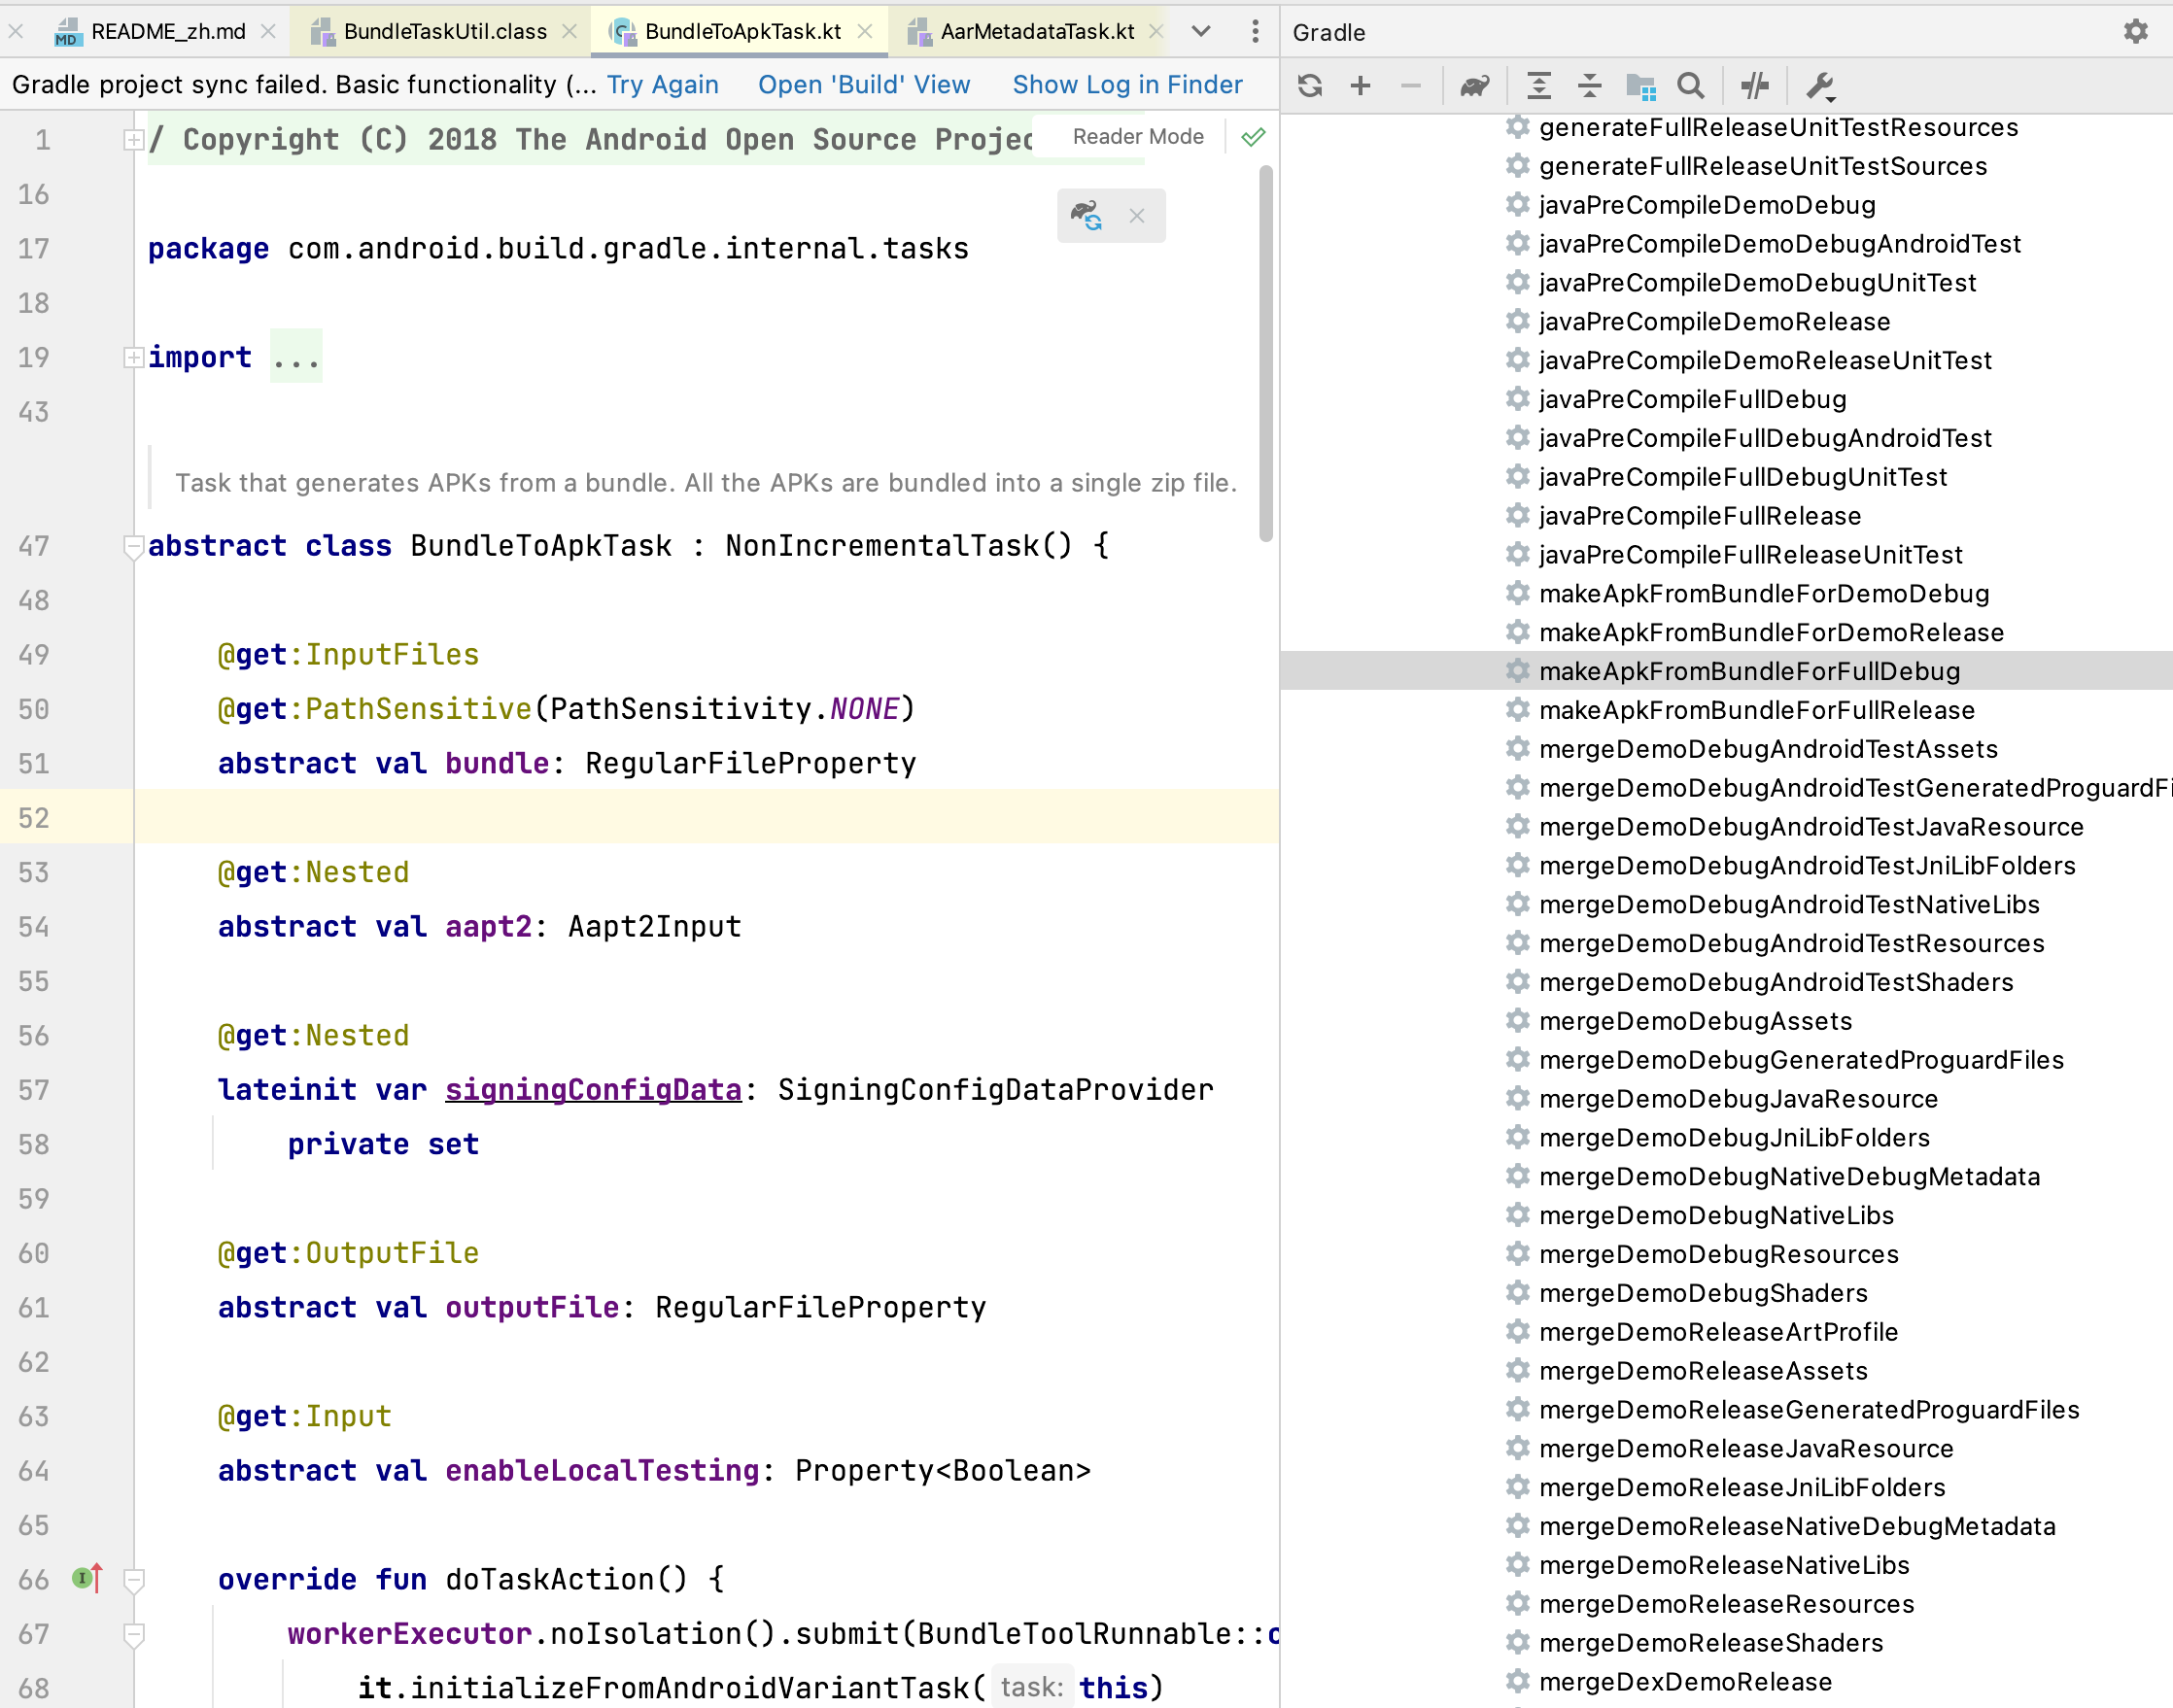 README_zh.md
BundleTaskUtil.class
BundleToApkTask.kt
AarMetadataTask.kt
Gradle project sync failed. Basic functionality (... Try Again Open 'Build' View Show Log in Finder
1 / Copyright (C) 2018 The Android Open Source Projec
Reader Mode
16
17 package com.android.build.gradle.internal.tasks
18
19 import ...
43
Task that generates APKs from a bundle. All the APKs are bundled into a single zip file.
47 abstract class BundleToApkTask : NonIncrementalTask() {
48
49 @get:InputFiles
50 @get:PathSensitive(PathSensitivity.NONE)
51 abstract val bundle: RegularFileProperty
52
53 @get:Nested
54 abstract val aapt2: Aapt2Input
55
56 @get:Nested
57 lateinit var signingConfigData: SigningConfigDataProvider
58 private set
59
60 @get:OutputFile
61 abstract val outputFile: RegularFileProperty
62
63 @get:Input
64 abstract val enableLocalTesting: Property<Boolean>
65
66 override fun doTaskAction() {
67 workerExecutor.noIsolation().submit(BundleToolRunnable::c
68 it.initializeFromAndroidVariantTask( task: this)
Gradle
generateFullReleaseUnitTestResources
generateFullReleaseUnitTestSources
javaPreCompileDemoDebug
javaPreCompileDemoDebugAndroidTest
javaPreCompileDemoDebugUnitTest
javaPreCompileDemoRelease
javaPreCompileDemoReleaseUnitTest
javaPreCompileFullDebug
javaPreCompileFullDebugAndroidTest
javaPreCompileFullDebugUnitTest
javaPreCompileFullRelease
javaPreCompileFullReleaseUnitTest
makeApkFromBundleForDemoDebug
makeApkFromBundleForDemoRelease
makeApkFromBundleForFullDebug
makeApkFromBundleForFullRelease
mergeDemoDebugAndroidTestAssets
mergeDemoDebugAndroidTestGeneratedProguardFi
mergeDemoDebugAndroidTestJavaResource
mergeDemoDebugAndroidTestJniLibFolders
mergeDemoDebugAndroidTestNativeLibs
mergeDemoDebugAndroidTestResources
mergeDemoDebugAndroidTestShaders
mergeDemoDebugAssets
mergeDemoDebugGeneratedProguardFiles
mergeDemoDebugJavaResource
mergeDemoDebugJniLibFolders
mergeDemoDebugNativeDebugMetadata
mergeDemoDebugNativeLibs
mergeDemoDebugResources
mergeDemoDebugShaders
mergeDemoReleaseArtProfile
mergeDemoReleaseAssets
mergeDemoReleaseGeneratedProguardFiles
mergeDemoReleaseJavaResource
mergeDemoReleaseJniLibFolders
mergeDemoReleaseNativeDebugMetadata
mergeDemoReleaseNativeLibs
mergeDemoReleaseResources
mergeDemoReleaseShaders
mergeDexDemoRelease